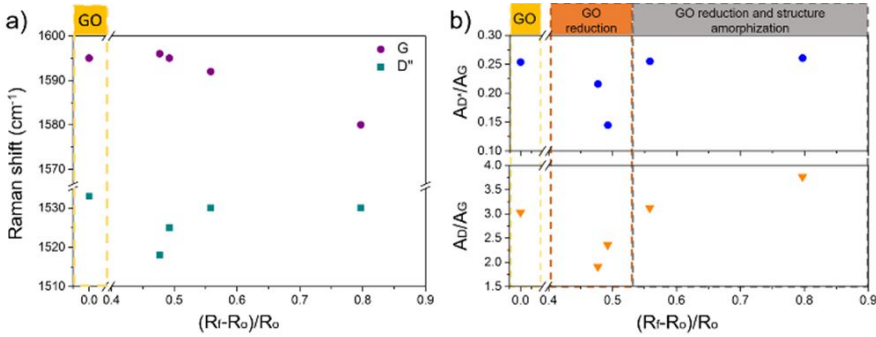 a)
GO
1600
1590
1580
1570
1530
1520
1510
Raman shift (cm⁻¹)
G
D"
0.0
0.4
0.5
0.6
0.7
0.8
0.9
(Rf-Ro)/Ro
b)
GO
GO
reduction
GO reduction and structure
amorphization
0.30
0.25
0.20
0.15
0.10
AD"/AG
4.0
3.5
3.0
2.5
2.0
1.5
AD/AG
0.0
0.4
0.5
0.6
0.7
0.8
0.9
(Rf-Ro)/Ro